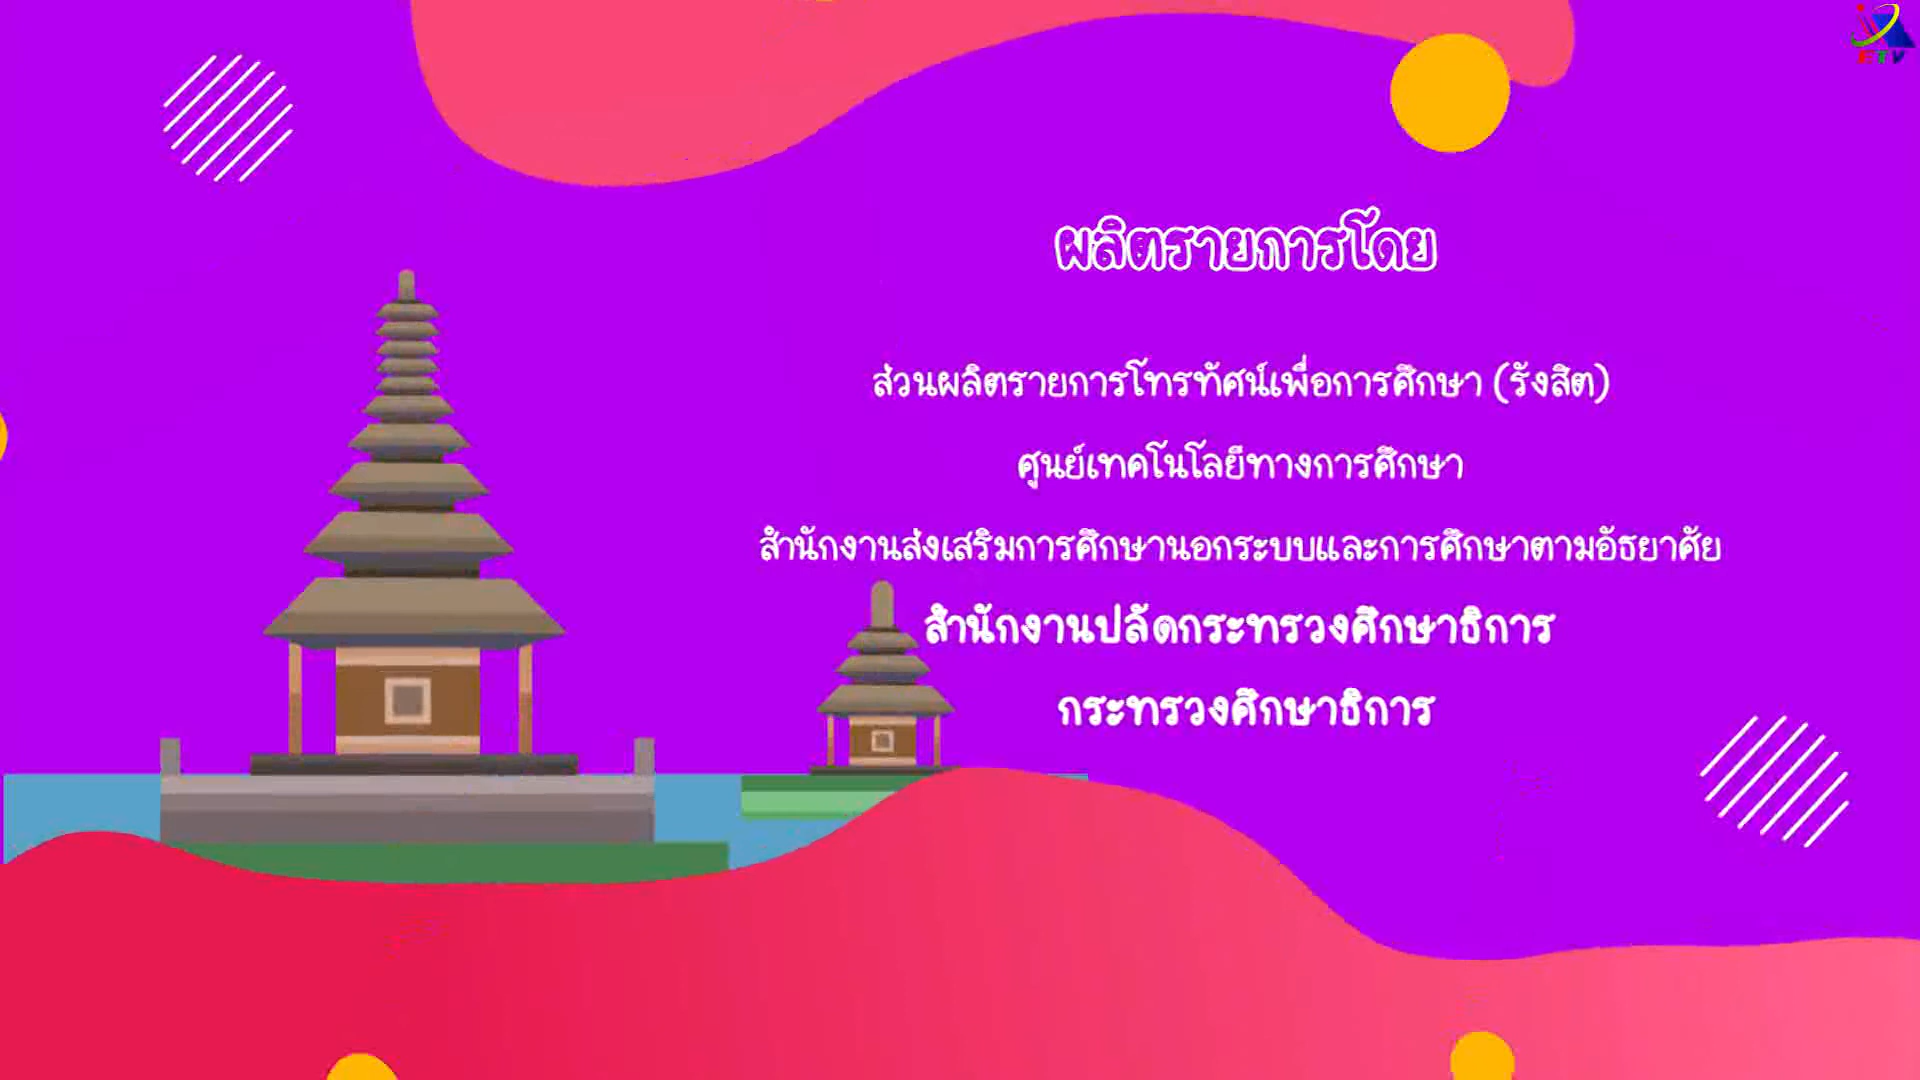 ETV
ผลิตรายการโดย
ส่วนผลิตรายการโทรทัศน์เพื่อการศึกษา (รังสิต)
ศูนย์เทคโนโลยีทางการศึกษา
สำนักงานส่งเสริมการศึกษานอกระบบและการศึกษาตามอัธยาศัย
สำนักงานปลัดกระทรวงศึกษาธิการ
กระทรวงศึกษาธิการ